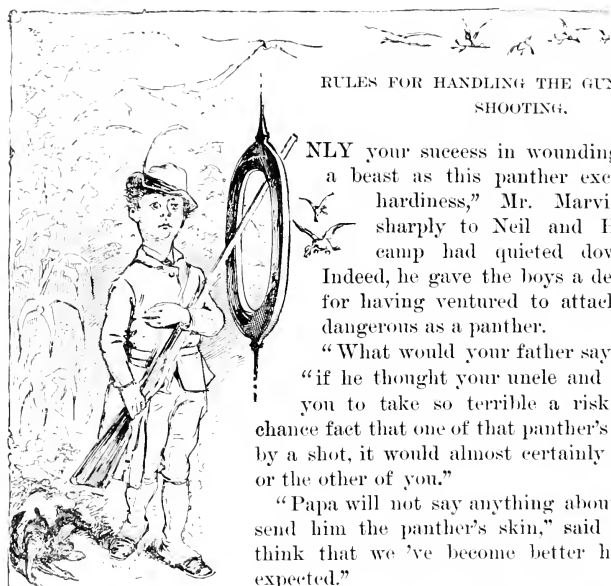 RULES FOR HANDLING THE GUN
SHOOTING.
ONLY your success in wounding
a beast as this panther exc
hardiness,” Mr. Marvi
sharply to Neil and H
camp had quieted dow
Indeed, he gave the boys a de
for having ventured to attack
dangerous as a panther.
“What would your father say
“if he thought your uncle and
you to take so terrible a risk
chance fact that one of that panther’s
by a shot, it would almost certainly
or the other of you.”
“Papa will not say anything abou
send him the panther’s skin,” said
think that we ’ve become better h
expected.”